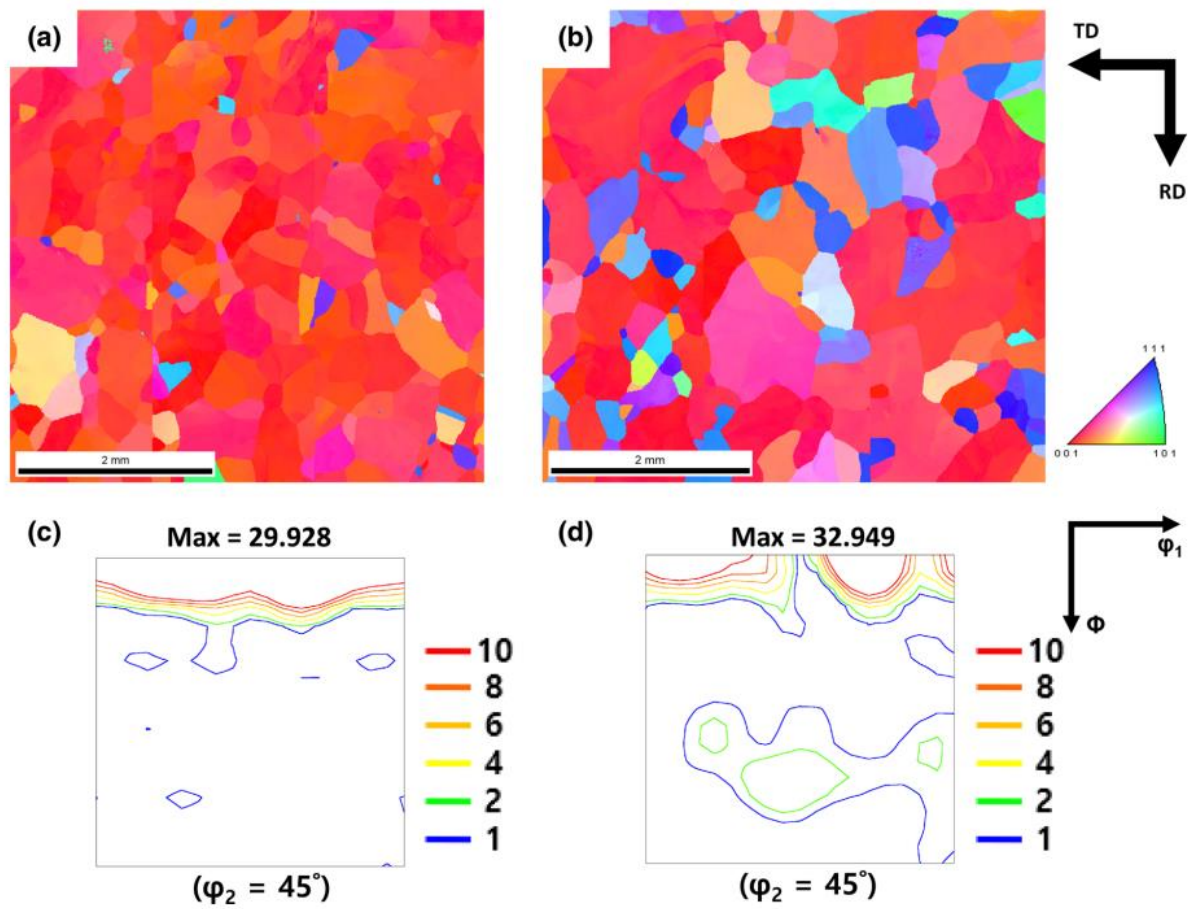 (a)
(b)
TD
RD
2 mm
2 mm
1 1 1
0 0 1
1 0 1
(c)
Max = 29.928
(d)
Max = 32.949
φ₁
Φ
10
8
6
4
2
1
10
8
6
4
2
1
(φ₂ = 45°)
(φ₂ = 45°)